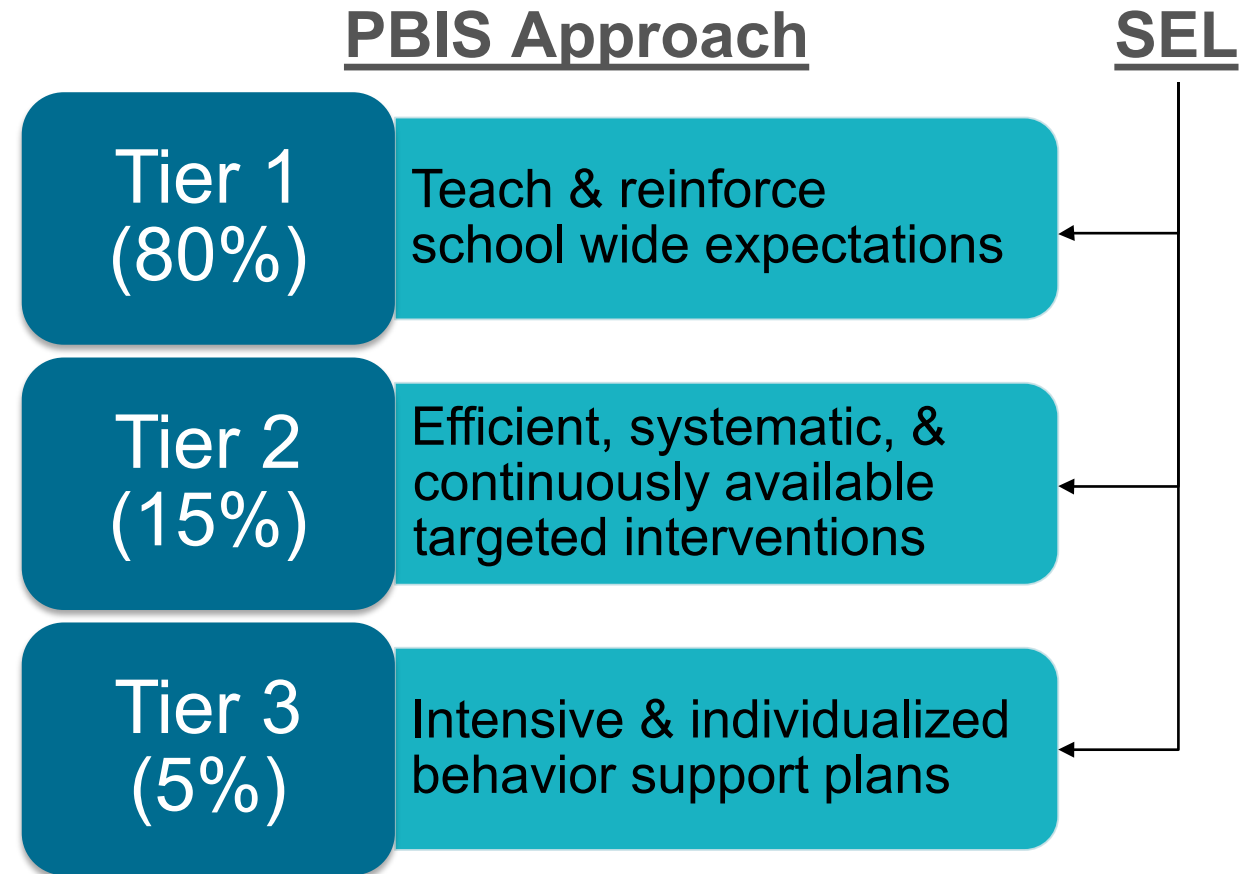 PBIS Approach
SEL
Tier 1
(80%)
Teach & reinforce
school wide expectations
Tier 2
(15%)
Efficient, systematic, &
continuously available
targeted interventions
Tier 3
(5%)
Intensive & individualized
behavior support plans